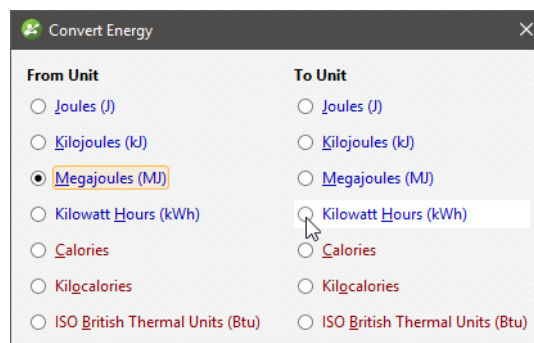 Convert Energy
From Unit To Unit
Joules (J) Joules (J)
Kilojoules (kJ) Kilojoules (kJ)
Megajoules (MJ) Megajoules (MJ)
Kilowatt Hours (kWh) Kilowatt Hours (kWh)
Calories Calories
Kilocalories Kilocalories
ISO British Thermal Units (Btu) ISO British Thermal Units (Btu)